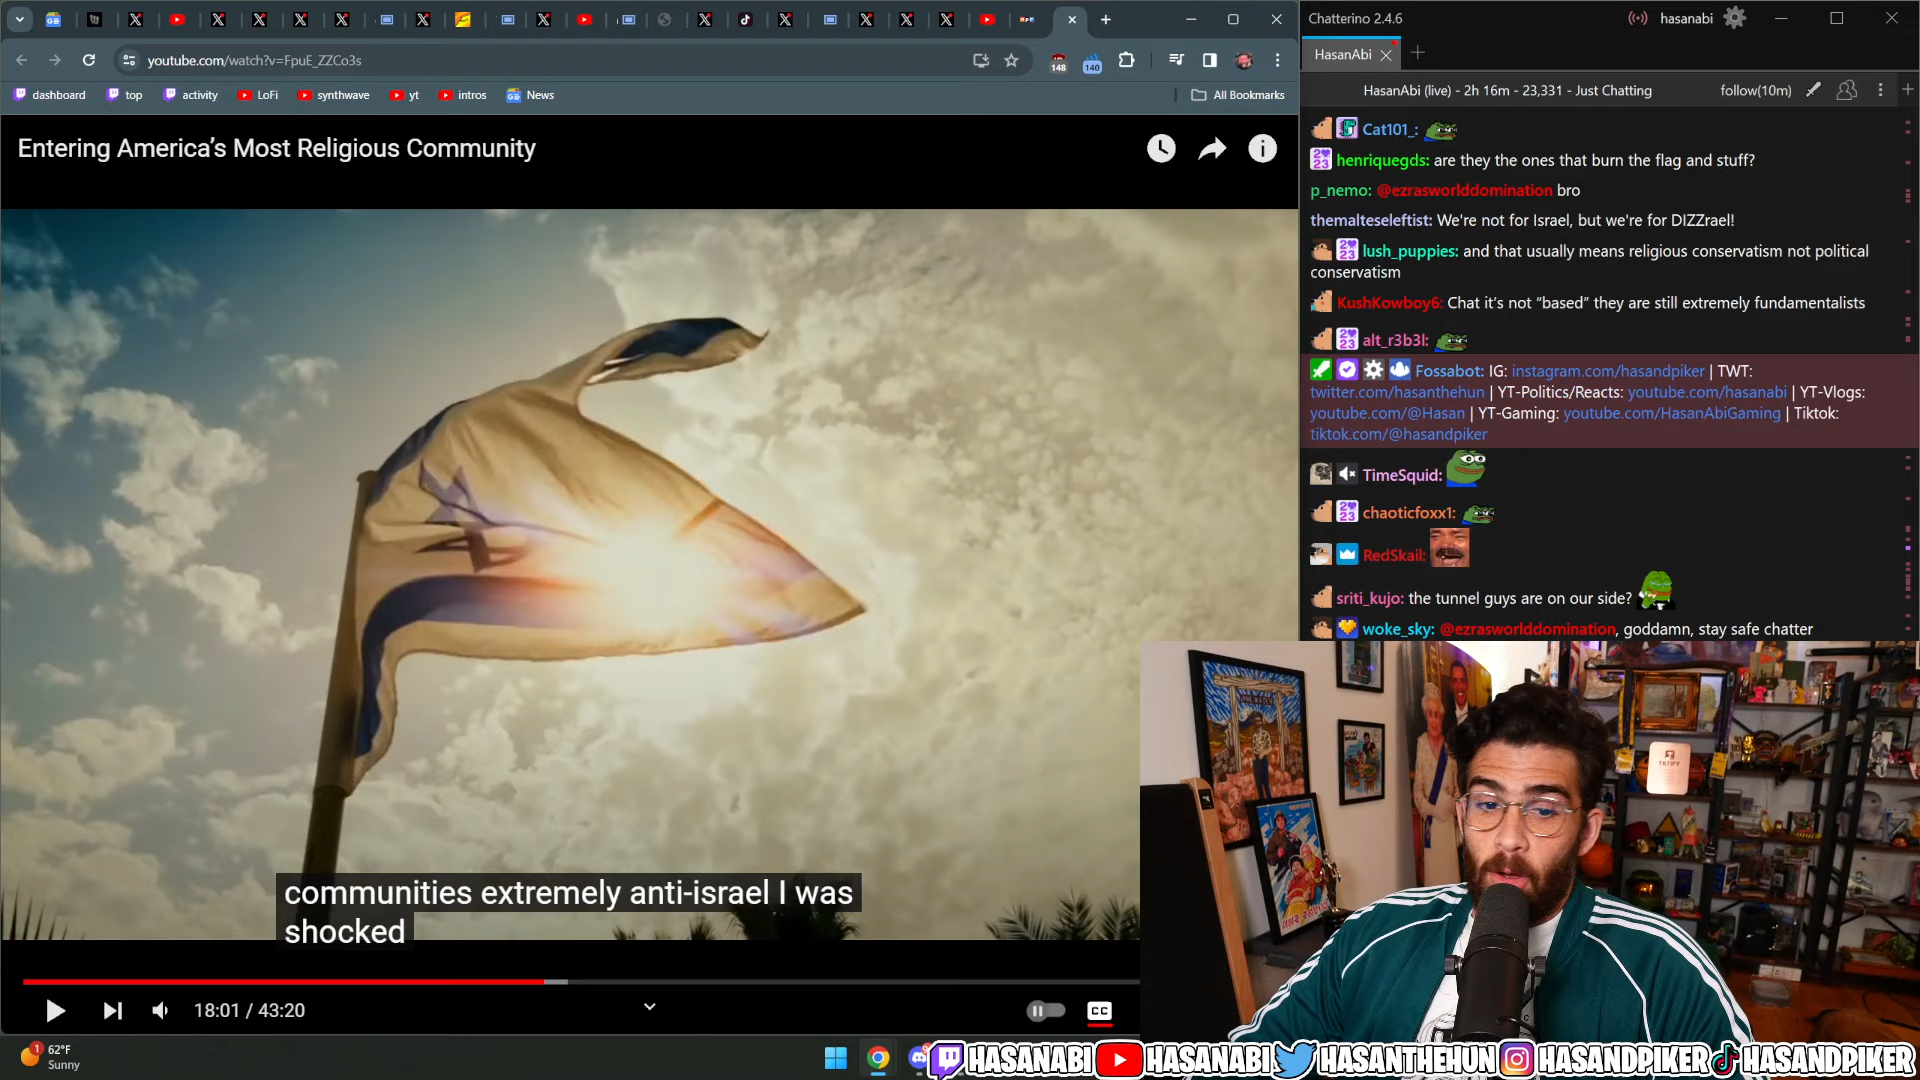 youtube.com/watch?v=FpuE_ZZCo3s
148
140
dashboard
top
activity
LoFi
synthwave
yt
intros
News
All Bookmarks
Entering America's Most Religious Community
communities extremely anti-israel I was
shocked
18:01 / 43:20
CC
Chatterino 2.4.6
hasanabi
HasanAbi
HasanAbi (live) - 2h 16m - 23,331 - Just Chatting
follow(10m)
Cat101_:
henriquegds: are they the ones that burn the flag and stuff?
p_nemo: @ezrasworlddomination bro
themalteseleftist: We're not for Israel, but we're for DIZZrael!
lush_puppies: and that usually means religious conservatism not political
conservatism
KushKowboy6: Chat it's not "based" they are still extremely fundamentalists
alt_r3b3l:
Fossabot: IG: instagram.com/hasandpiker | TWT:
twitter.com/hasanthehun | YT-Politics/Reacts: youtube.com/hasanabi | YT-Vlogs:
youtube.com/@Hasan | YT-Gaming: youtube.com/HasanAbiGaming | Tiktok:
tiktok.com/@hasandpiker
TimeSquid:
chaoticfoxx1:
RedSkail:
sriti_kujo: the tunnel guys are on our side?
woke_sky: @ezrasworlddomination, goddamn, stay safe chatter
1
62°F
Sunny
HASANABI
HASANABI
HASANTHEHUN
HASANDPIKER
HASANDPIKER